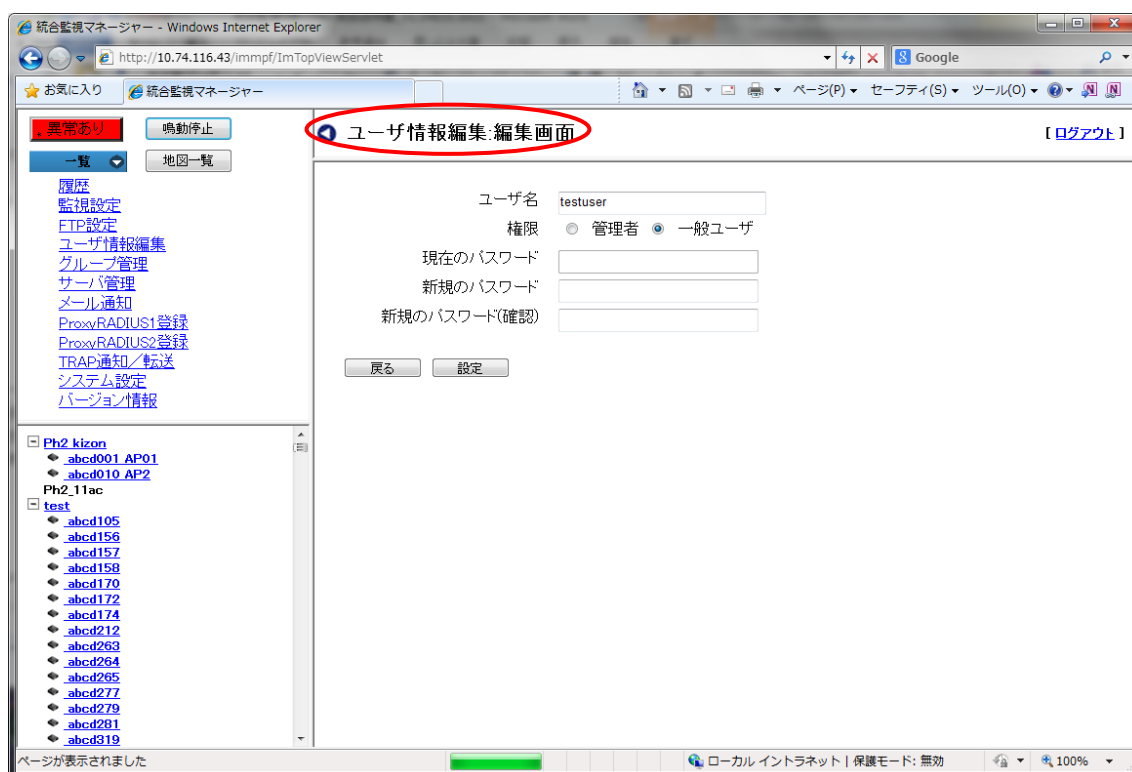 統合監視マネージャー - Windows Internet Explorer
http://10.74.116.43/immpf/ImTopViewServlet
Google
お気に入り
統合監視マネージャー
ページ(P)
セーフティ(S)
ツール(O)
異常あり
鳴動停止
一覧
地図一覧
履歴
監視設定
FTP設定
ユーザ情報編集
グループ管理
サーバ管理
メール通知
ProxyRADIUS1登録
ProxyRADIUS2登録
TRAP通知／転送
システム設定
バージョン情報
Ph2 kizon
abcd001 AP01
abcd010 AP2
Ph2_11ac
test
abcd105
abcd156
abcd157
abcd158
abcd170
abcd172
abcd174
abcd212
abcd263
abcd264
abcd265
abcd277
abcd279
abcd281
abcd319
ユーザ情報編集:編集画面
[ ログアウト ]
ユーザ名 testuser
権限 管理者 一般ユーザ
現在のパスワード
新規のパスワード
新規のパスワード(確認)
戻る 設定
ページが表示されました
ローカル イントラネット | 保護モード: 無効
100%